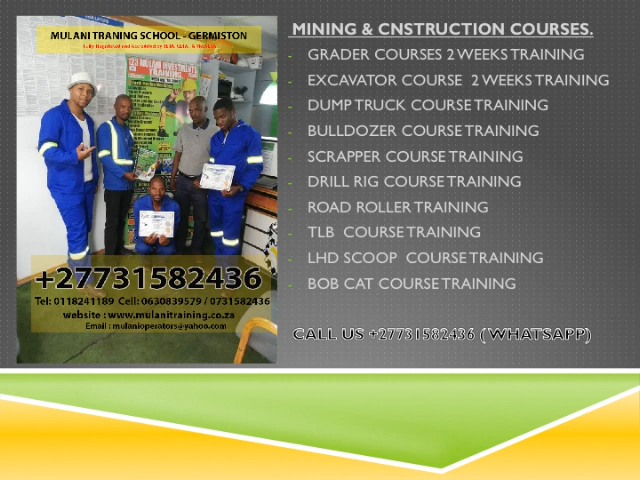 MULANI TRANING SCHOOL - GERMISTON
MULANI INVESTMENTS
TRAINING
+27731582436
Tel: 0118241189 Cell: 0630839579 / 0731582436
website : www.mulanitraining.co.za
Email : mulanioperators@yahoo.com
MINING & CNSTRUCTION COURSES.
- GRADER COURSES 2 WEEKS TRAINING
- EXCAVATOR COURSE 2 WEEKS TRAINING
- DUMP TRUCK COURSE TRAINING
- BULLDOZER COURSE TRAINING
- SCRAPPER COURSE TRAINING
- DRILL RIG COURSE TRAINING
- ROAD ROLLER TRAINING
- TLB COURSE TRAINING
- LHD SCOOP COURSE TRAINING
- BOB CAT COURSE TRAINING
CALL US +27731582436 ( WHATSAPP)